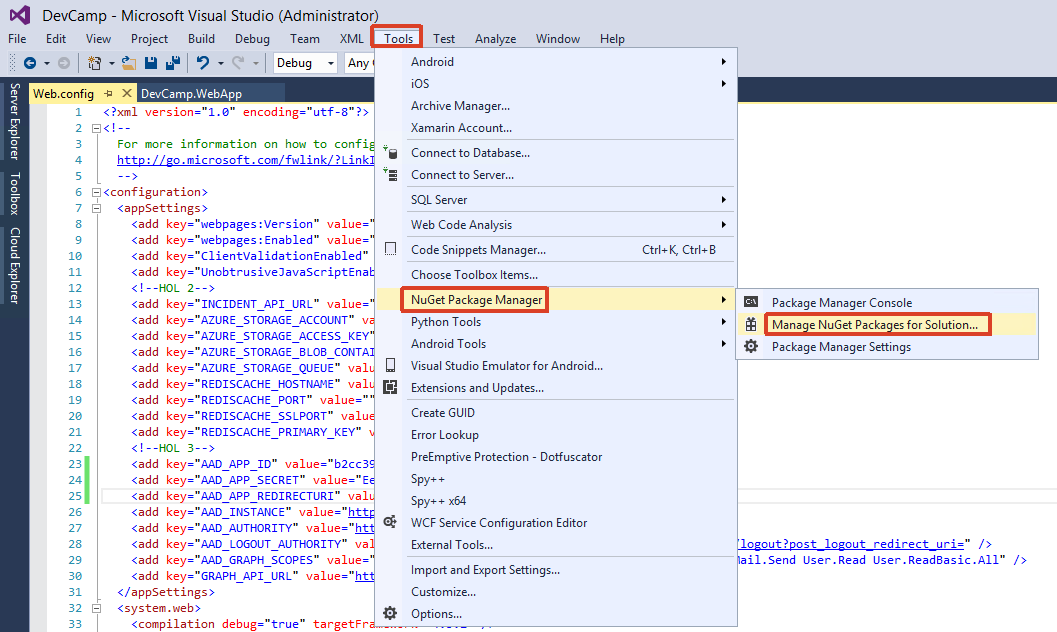 DevCamp - Microsoft Visual Studio (Administrator)
File Edit View Project Build Debug Team XML Tools Test Analyze Window Help
Debug Any
Server Explorer
Toolbox
Cloud Explorer
Web.config DevCamp.WebApp
1 <?xml version="1.0" encoding="utf-8"?>
2 <!--
3 For more information on how to config
4 http://go.microsoft.com/fwlink/?LinkI
5 -->
6 <configuration>
7 <appSettings>
8 <add key="webpages:Version" value="
9 <add key="webpages:Enabled" value="
10 <add key="ClientValidationEnabled"
11 <add key="UnobtrusiveJavaScriptEnab
12 <!--HOL 2-->
13 <add key="INCIDENT_API_URL" value="
14 <add key="AZURE_STORAGE_ACCOUNT" va
15 <add key="AZURE_STORAGE_ACCESS_KEY"
16 <add key="AZURE_STORAGE_BLOB_CONTAI
17 <add key="AZURE_STORAGE_QUEUE" valu
18 <add key="REDISCACHE_HOSTNAME" valu
19 <add key="REDISCACHE_PORT" value=""
20 <add key="REDISCACHE_SSLPORT" value
21 <add key="REDISCACHE_PRIMARY_KEY" v
22 <!--HOL 3-->
23 <add key="AAD_APP_ID" value="b2cc39
24 <add key="AAD_APP_SECRET" value="Ee
25 <add key="AAD_APP_REDIRECTURI" valu
26 <add key="AAD_INSTANCE" value="http
27 <add key="AAD_AUTHORITY" value="htt
28 <add key="AAD_LOGOUT_AUTHORITY" val /logout?post_logout_redirect_uri=" />
29 <add key="AAD_GRAPH_SCOPES" value=" Mail.Send User.Read User.ReadBasic.All" />
30 <add key="GRAPH_API_URL" value="htt
31 </appSettings>
32 <system.web>
33 <compilation debug="true" targetFram
Android
iOS
Archive Manager...
Xamarin Account...
Connect to Database...
Connect to Server...
SQL Server
Web Code Analysis
Code Snippets Manager... Ctrl+K, Ctrl+B
Choose Toolbox Items...
NuGet Package Manager
Python Tools
Android Tools
Visual Studio Emulator for Android...
Extensions and Updates...
Create GUID
Error Lookup
PreEmptive Protection - Dotfuscator
Spy++
Spy++ x64
WCF Service Configuration Editor
External Tools...
Import and Export Settings...
Customize...
Options...
Package Manager Console
Manage NuGet Packages for Solution...
Package Manager Settings